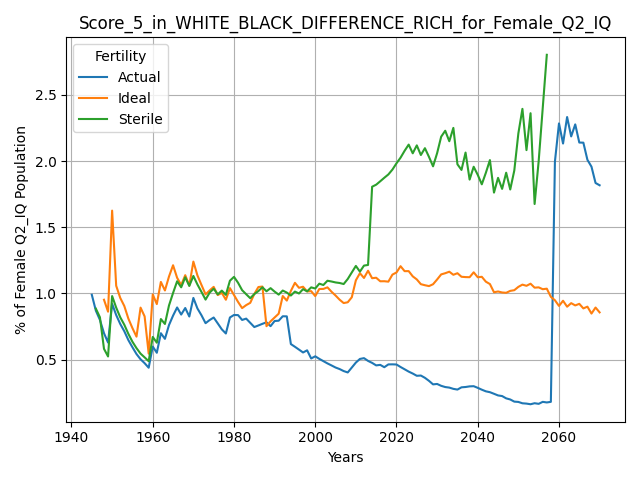 Score_5_in_WHITE_BLACK_DIFFERENCE_RICH_for_Female_Q2_IQ
Fertility
Actual
Ideal
Sterile
% of Female Q2_IQ Population
2.5
2.0
1.5
1.0
0.5
1940 1960 1980 2000 2020 2040 2060
Years